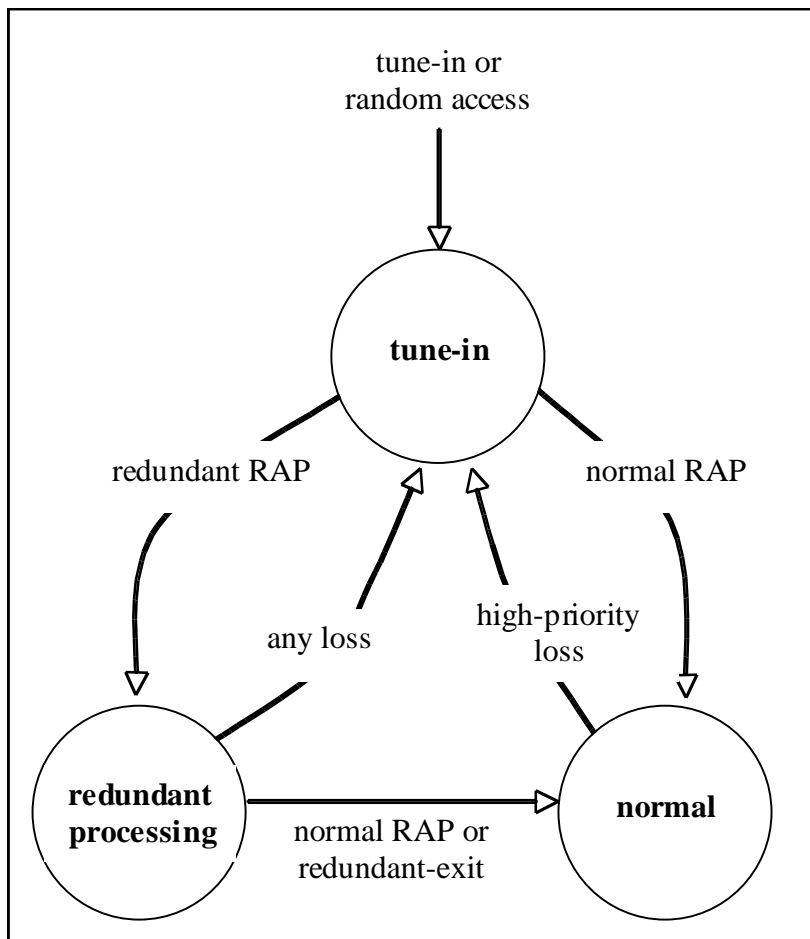 tune-in or
random access
tune-in
redundant RAP
normal RAP
any loss
high-priority
loss
redundant
processing
normal RAP or
redundant-exit
normal